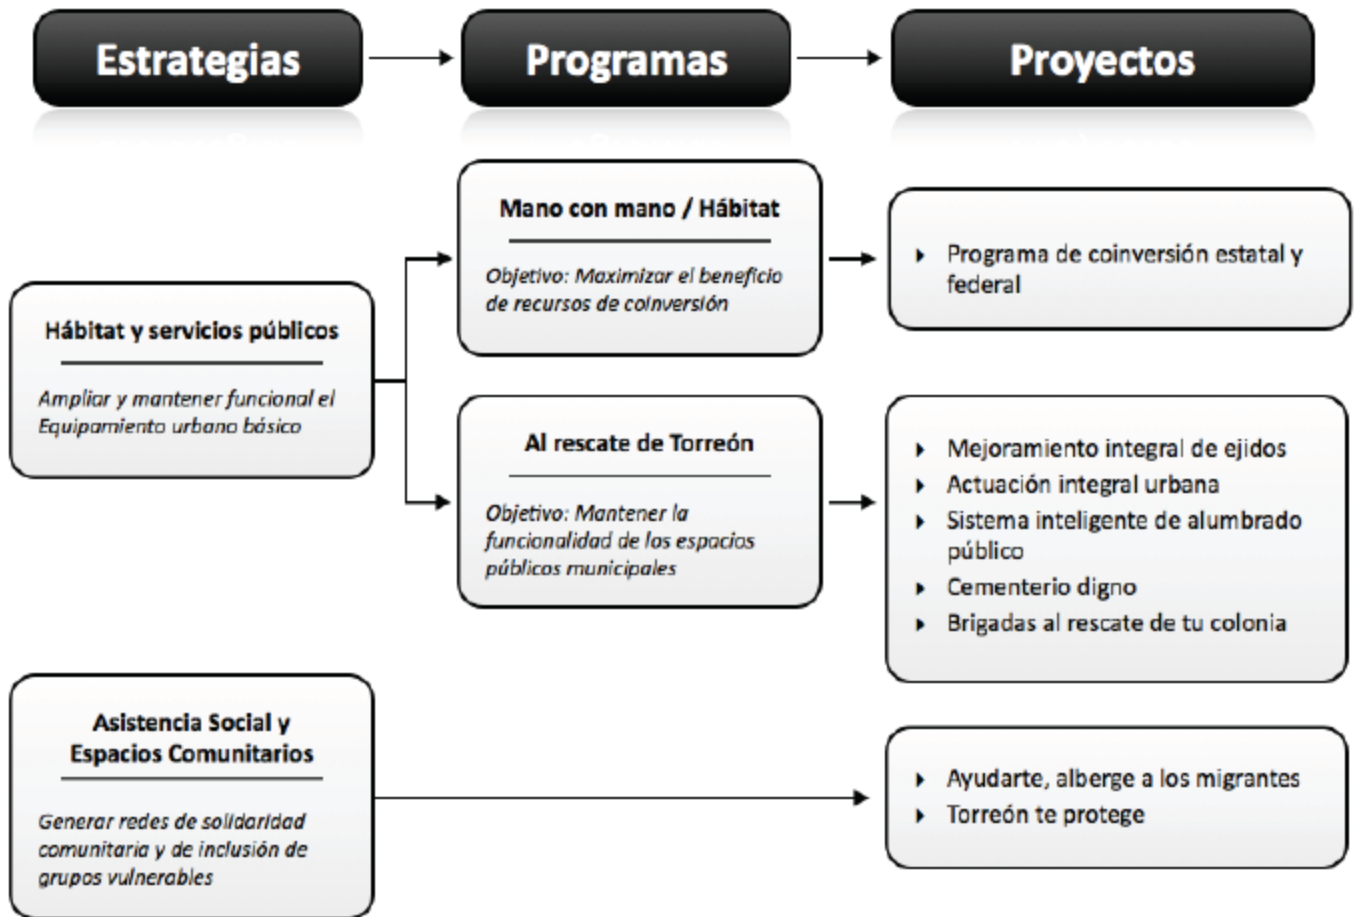 Estrategias
Programas
Proyectos
Mano con mano / Hábitat
Objetivo: Maximizar el beneficio
de recursos de coinversión
Programa de coinversión estatal y
federal
Hábitat y servicios públicos
Ampliar y mantener funcional el
Equipamiento urbano básico
Al rescate de Torreón
Objetivo: Mantener la
funcionalidad de los espacios
públicos municipales
Mejoramiento integral de ejidos
Actuación integral urbana
Sistema inteligente de alumbrado
público
Cementerio digno
Brigadas al rescate de tu colonia
Asistencia Social y
Espacios Comunitarios
Generar redes de solidaridad
comunitaria y de inclusión de
grupos vulnerables
Ayudarte, alberge a los migrantes
Torreón te protege